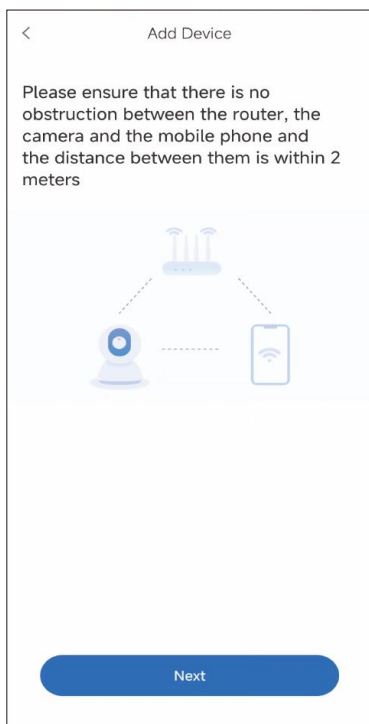 Add Device
Please ensure that there is no
obstruction between the router, the
camera and the mobile phone and
the distance between them is within 2
meters
Next